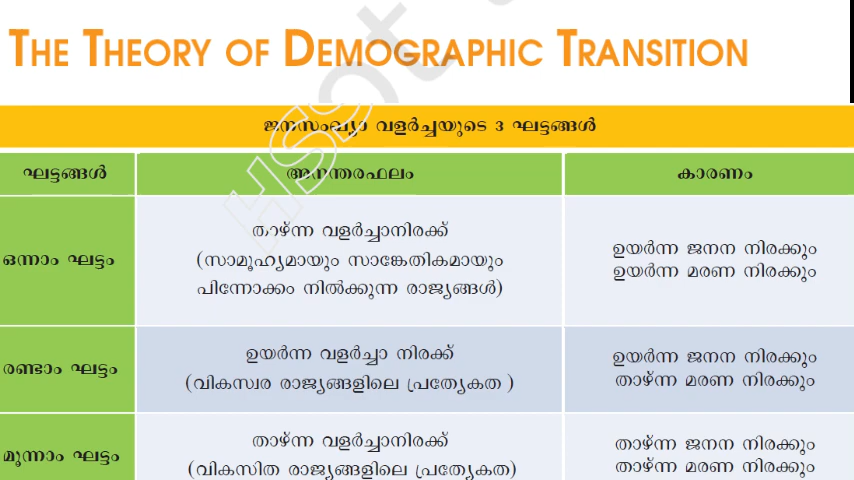 THE THEORY OF DEMOGRAPHIC TRANSITION
ജനസംഖ്യാ വളർച്ചയുടെ 3 ഘട്ടങ്ങൾ
ഘട്ടങ്ങൾ
അനന്തരഫലം
കാരണം
ഒന്നാം ഘട്ടം
താഴ്ന്ന വളർച്ചാനിരക്ക്
(സാമൂഹ്യമായും സാങ്കേതികമായും
പിന്നോക്കം നിൽക്കുന്ന രാജ്യങ്ങൾ)
ഉയർന്ന ജനന നിരക്കും
ഉയർന്ന മരണ നിരക്കും
രണ്ടാം ഘട്ടം
ഉയർന്ന വളർച്ചാ നിരക്ക്
(വികസ്വര രാജ്യങ്ങളിലെ പ്രത്യേകത )
ഉയർന്ന ജനന നിരക്കും
താഴ്ന്ന മരണ നിരക്കും
മൂന്നാം ഘട്ടം
താഴ്ന്ന വളർച്ചാനിരക്ക്
(വികസിത രാജ്യങ്ങളിലെ പ്രത്യേകത)
താഴ്ന്ന ജനന നിരക്കും
താഴ്ന്ന മരണ നിരക്കും